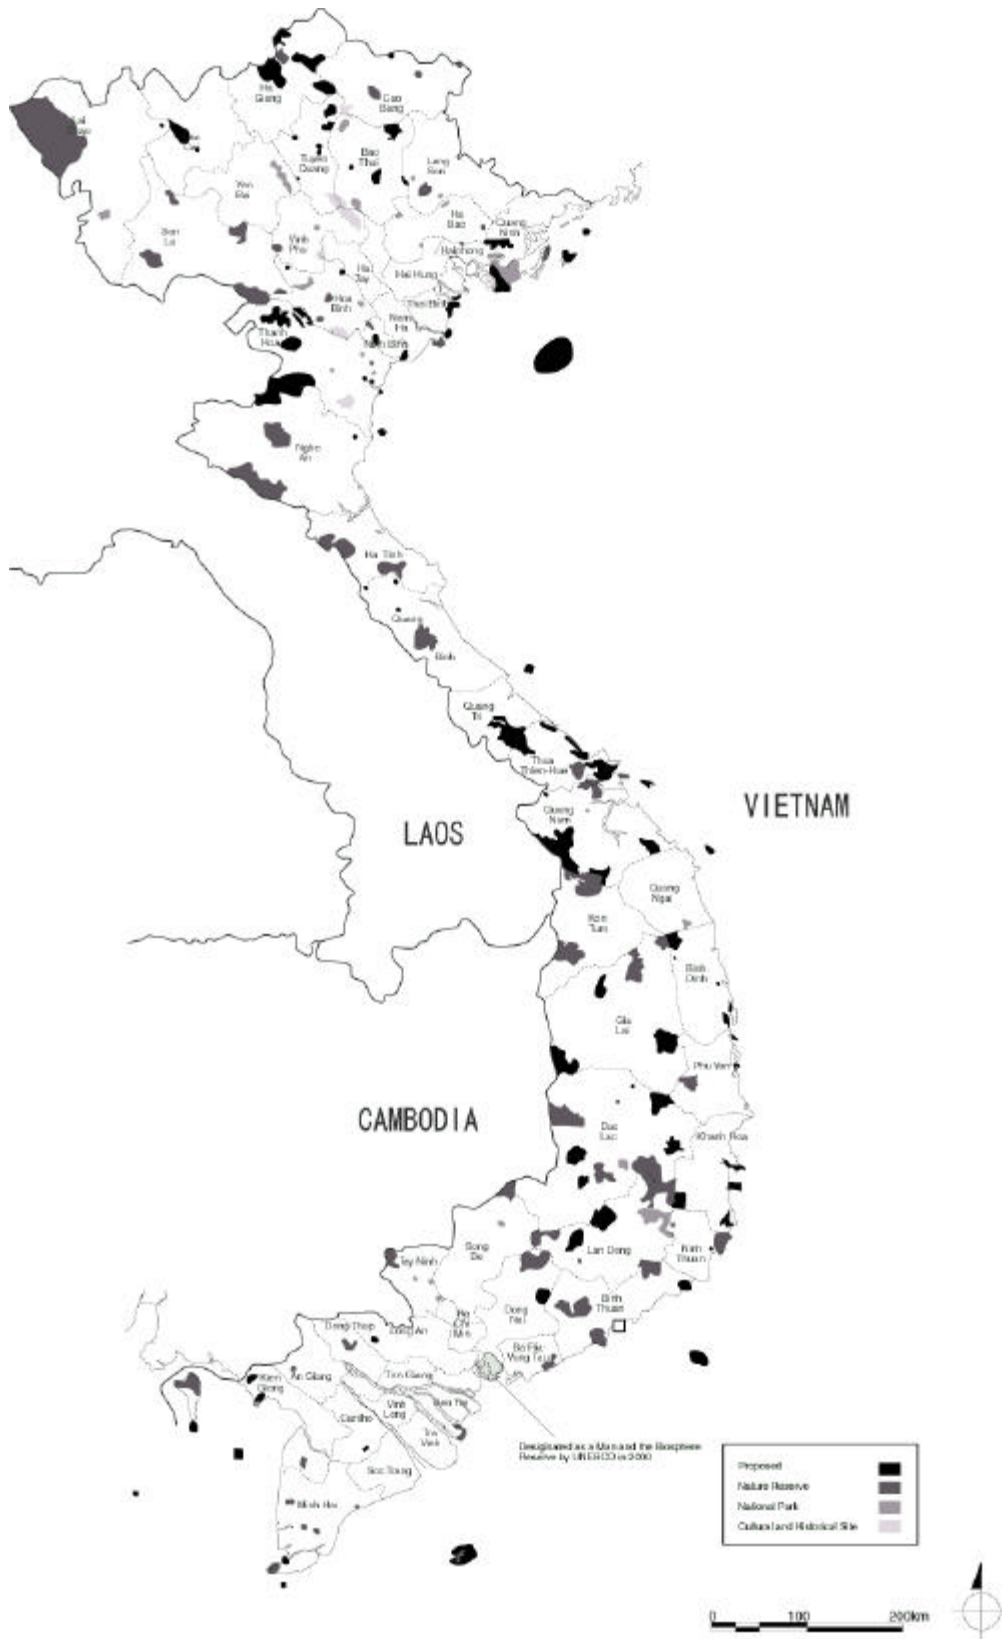 Ha
Giang
Cao
Bang
Lai
Bac
Thai
Tuyen
Quang
Lang
Son
Yen
Bai
Ha
Bac
Quang
Ninh
Son
La
Vinh
Phu
Haiphong
Ha
Tay
Hai Hung
Hoa
Binh
Thai Binh
Nam
Ha
Thanh
Hoa
Ninh Binh
Nghe
An
Ha Tinh
Quang
Binh
Quang
Tri
Thua
Thien-Hue
VIETNAM
Quang
Nam
LAOS
Quang
Ngai
Kon
Tum
Binh
Dinh
Gia
Lai
Phu Yen
CAMBODIA
Dac
Lac
Khanh Hoa
Song
Be
Lan Dong
Ninh
Thuan
Tay Ninh
Binh
Thuan
Dong
Nai
Ho
Chi
Min
Dong Thap
Long An
Ba Ria
Vung Tau
Kien
Giang
An Giang
Tien Giang
Vinh
Long
Ben Tre
Cantho
Tra
Vinh
Soc Trang
Minh Hai
Designated as a Man and the Biosphere
Reserve by UNESCO in 2000
Proposed
Nature Reserve
National Park
Cultural and Historical Site
0 100 200km